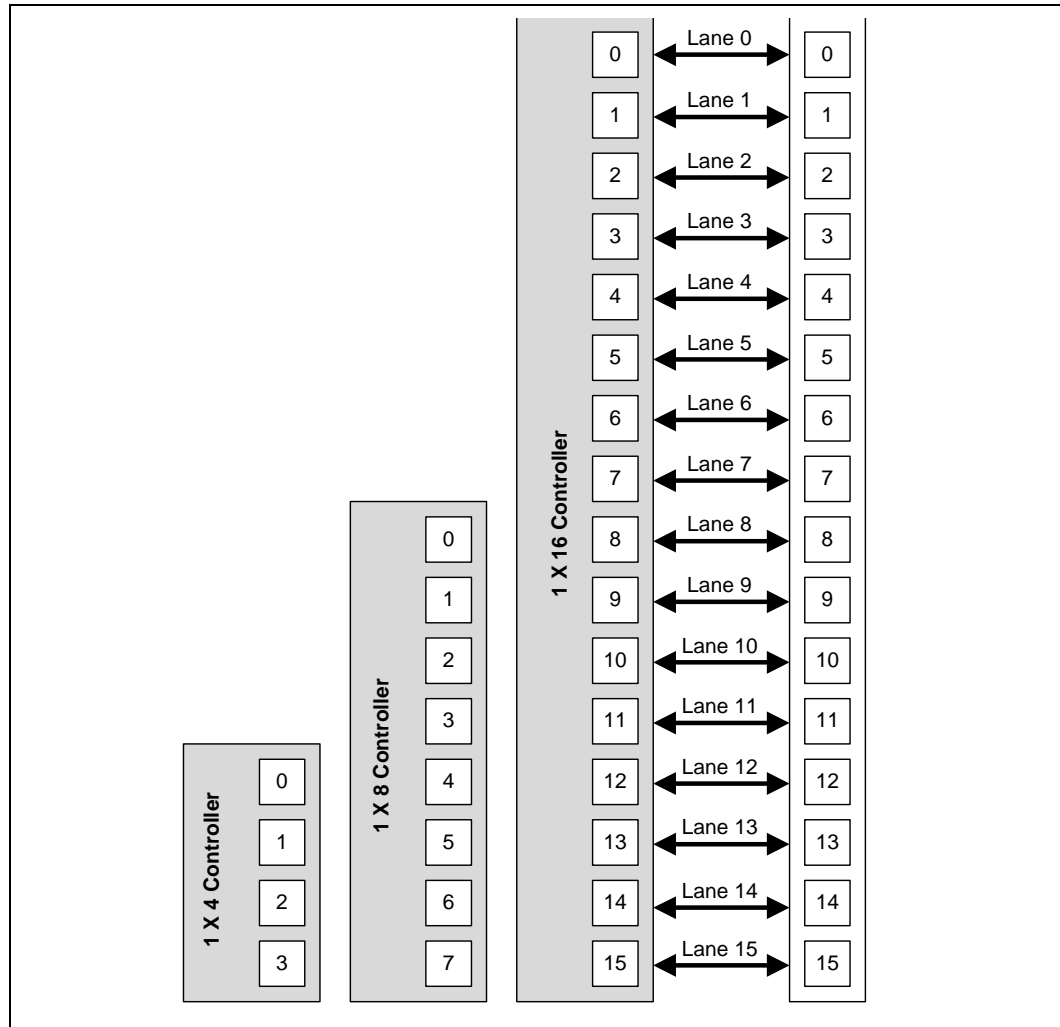 0 Lane 0 0
1 Lane 1 1
2 Lane 2 2
3 Lane 3 3
4 Lane 4 4
5 Lane 5 5
6 Lane 6 6
7 Lane 7 7
0 8 Lane 8 8
1 9 Lane 9 9
2 10 Lane 10 10
3 11 Lane 11 11
0 4 12 Lane 12 12
1 5 13 Lane 13 13
2 6 14 Lane 14 14
3 7 15 Lane 15 15
1 X 4 Controller
1 X 8 Controller
1 X 16 Controller